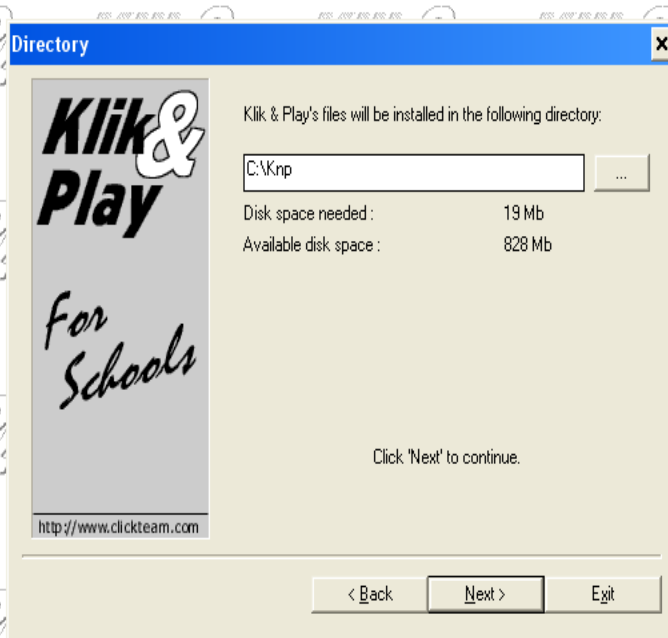 Directory
Klik & Play
For Schools
http://www.clickteam.com
Klik & Play's files will be installed in the following directory:
C:\Knp
...
Disk space needed : 19 Mb
Available disk space : 828 Mb
Click 'Next' to continue.
< Back
Next >
Exit